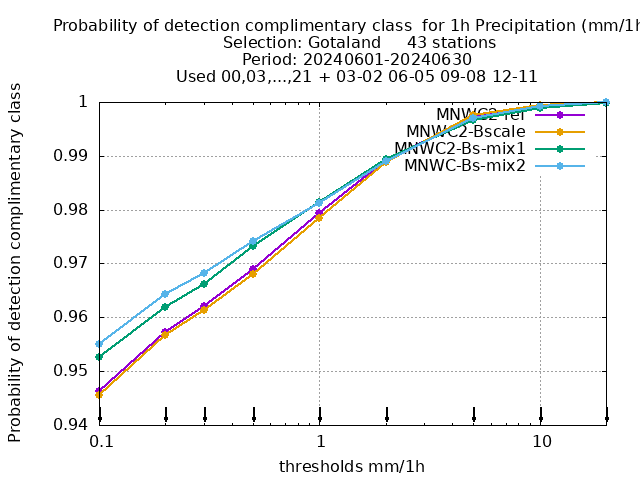 Probability of detection complimentary class  for 1h Precipitation (mm/1h
Selection: Gotaland     43 stations
Period: 20240601-20240630
Used 00,03,...,21 + 03-02 06-05 09-08 12-11
Probability of detection complimentary class
1
0.99
0.98
0.97
0.96
0.95
0.94
MNWC2-ref
MNWC2-Bscale
MNWC2-Bs-mix1
MNWC-Bs-mix2
0.1
1
10
thresholds mm/1h